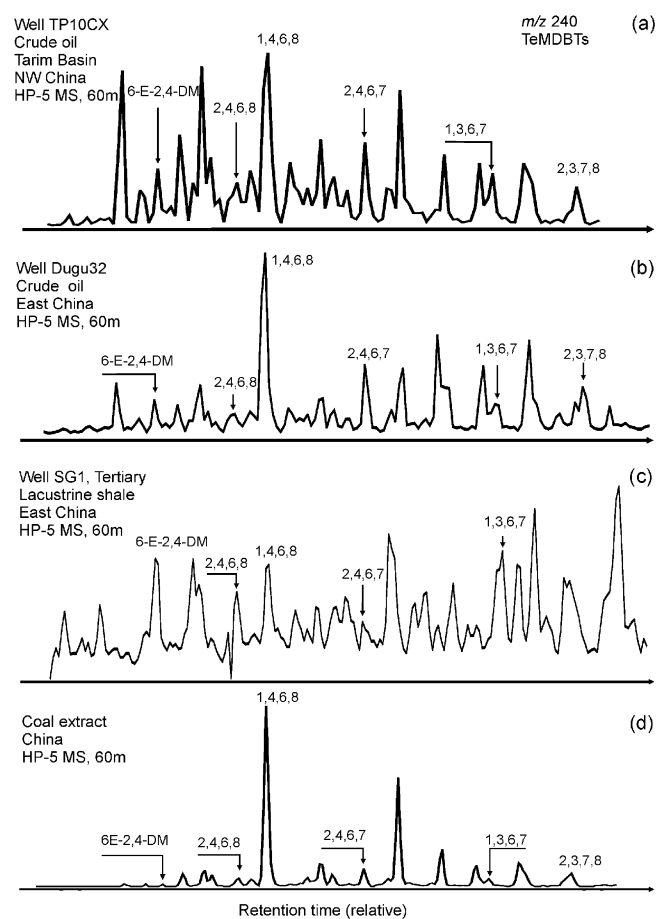 Well TP10CX
Crude oil
Tarim Basin
NW China
HP-5 MS, 60m
m/z 240
TeMDBTs
(a)
1,4,6,8
6-E-2,4-DM
2,4,6,8
2,4,6,7
1,3,6,7
2,3,7,8
Well Dugu32
Crude oil
East China
HP-5 MS, 60m
(b)
1,4,6,8
6-E-2,4-DM
2,4,6,8
2,4,6,7
1,3,6,7
2,3,7,8
Well SG1, Tertiary
Lacustrine shale
East China
HP-5 MS, 60m
(c)
6-E-2,4-DM
2,4,6,8
1,4,6,8
2,4,6,7
1,3,6,7
Coal extract
China
HP-5 MS, 60m
(d)
1,4,6,8
6E-2,4-DM
2,4,6,8
2,4,6,7
1,3,6,7
2,3,7,8
Retention time (relative)